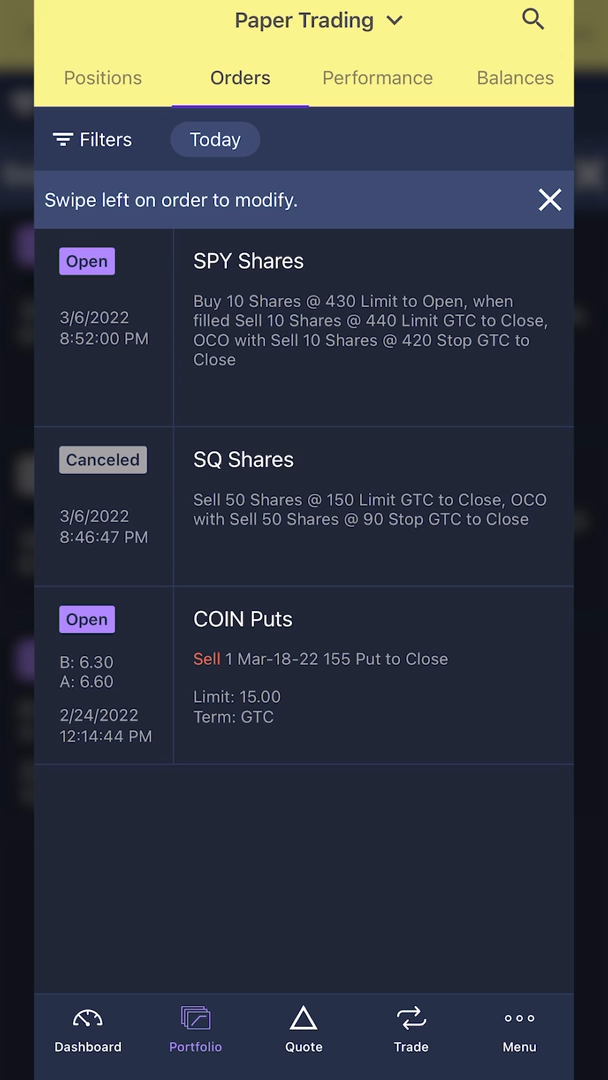 Paper Trading
Positions Orders Performance Balances
Filters Today
Swipe left on order to modify.
Open
3/6/2022
8:52:00 PM
SPY Shares
Buy 10 Shares @ 430 Limit to Open, when
filled Sell 10 Shares @ 440 Limit GTC to Close,
OCO with Sell 10 Shares @ 420 Stop GTC to
Close
Canceled
3/6/2022
8:46:47 PM
SQ Shares
Sell 50 Shares @ 150 Limit GTC to Close, OCO
with Sell 50 Shares @ 90 Stop GTC to Close
Open
B: 6.30
A: 6.60
2/24/2022
12:14:44 PM
COIN Puts
Sell 1 Mar-18-22 155 Put to Close
Limit: 15.00
Term: GTC
Dashboard Portfolio Quote Trade Menu